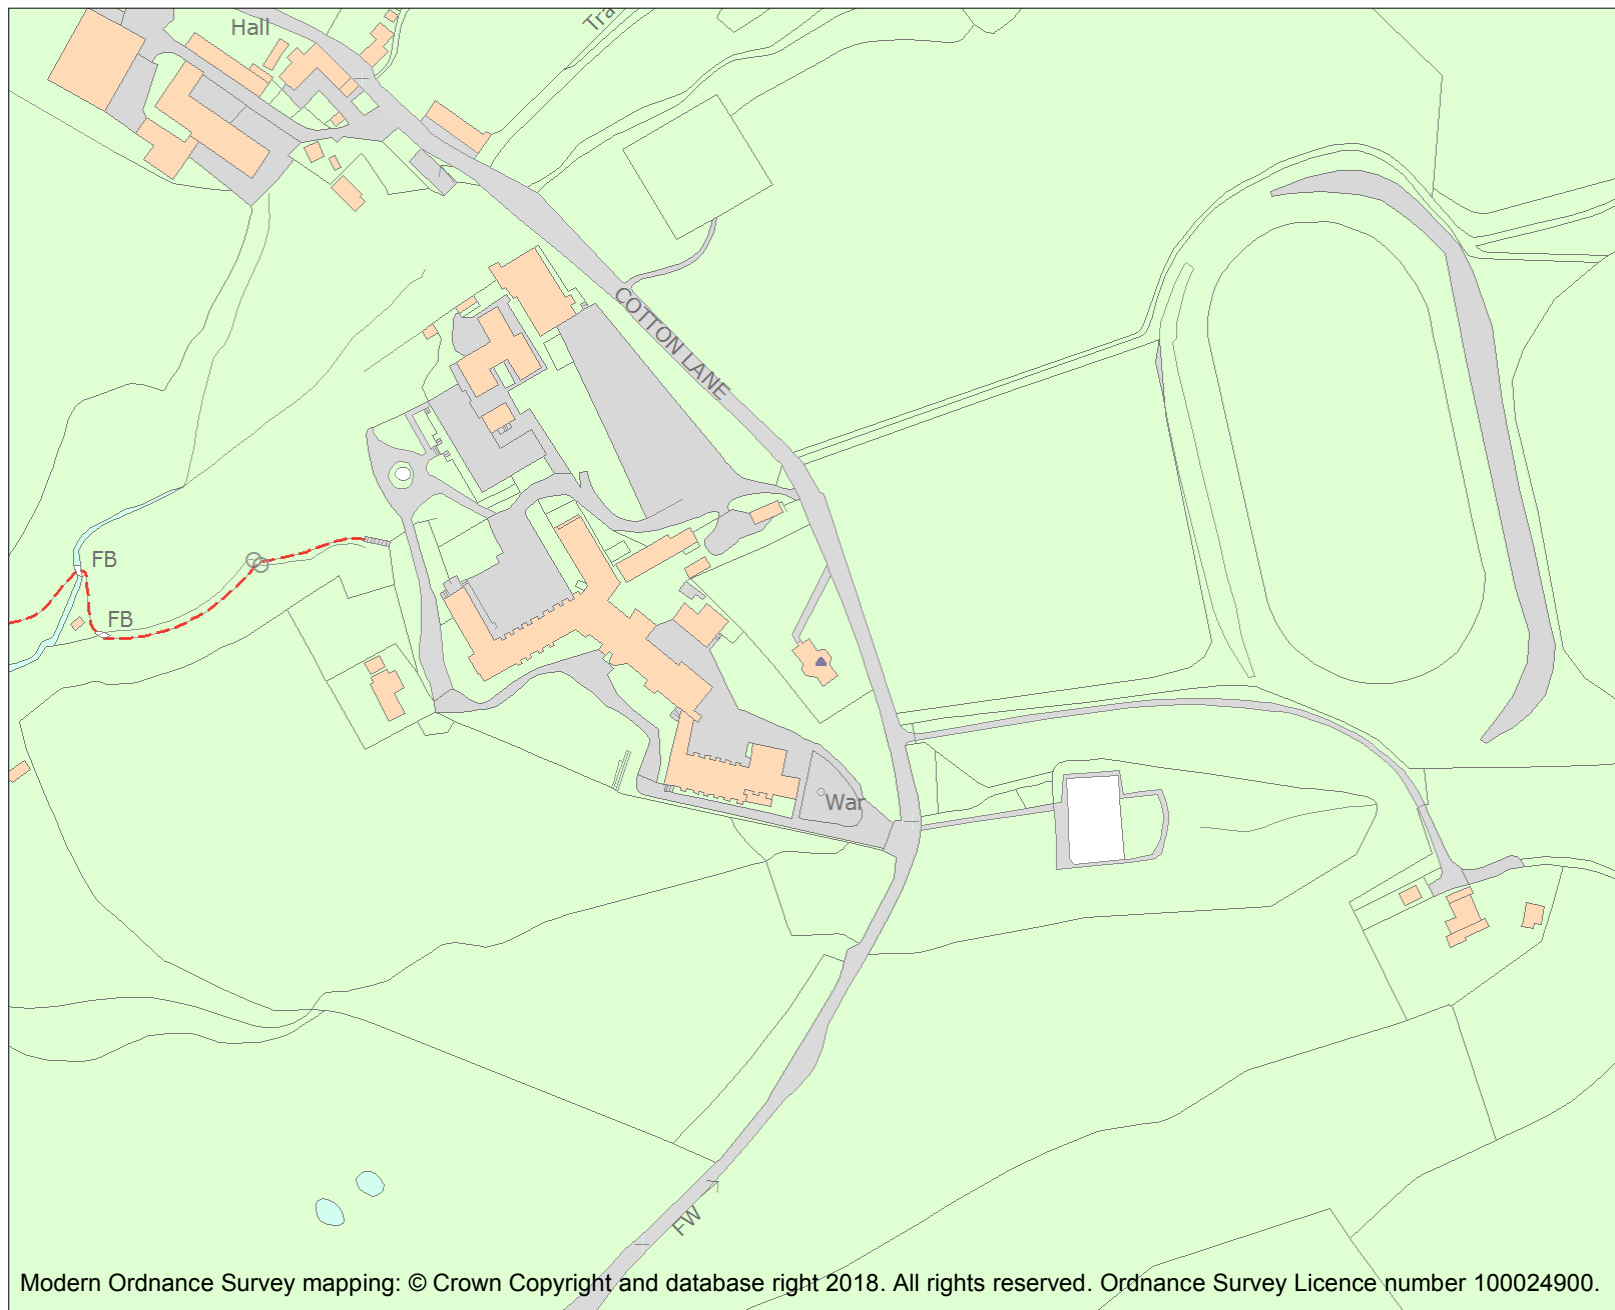 Hall
Tra
COTTON LANE
FB
FB
War
FW
Modern Ordnance Survey mapping: © Crown Copyright and database right 2018. All rights reserved. Ordnance Survey Licence number 100024900.